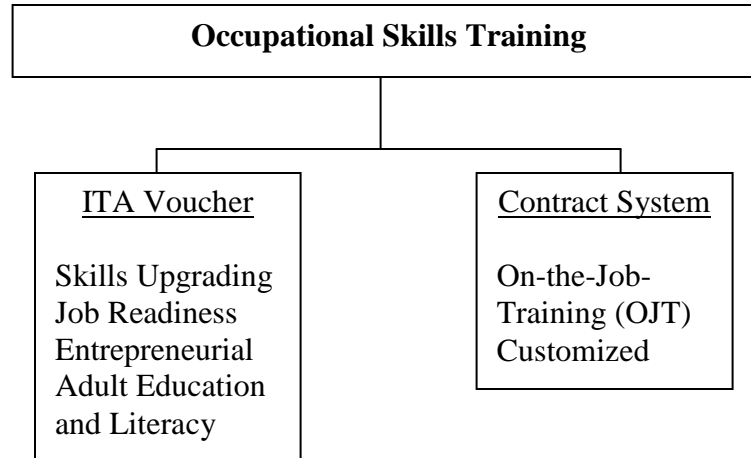 Occupational Skills Training
ITA Voucher
Skills Upgrading
Job Readiness
Entrepreneurial
Adult Education
and Literacy
Contract System
On-the-Job-
Training (OJT)
Customized